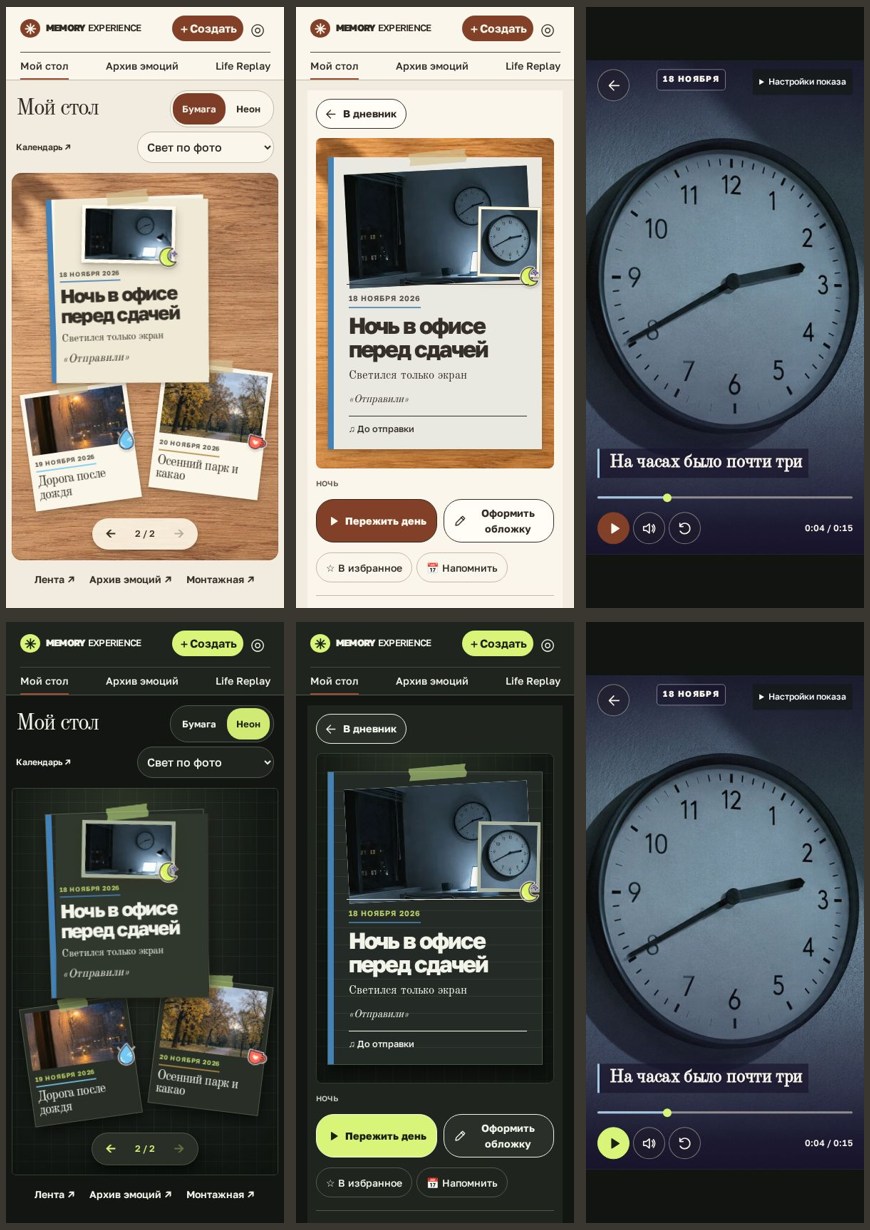 MEMORY EXPERIENCE
+ Создать
Мой стол
Архив эмоций
Life Replay
Мой стол
Бумага
Неон
Календарь ↗
Свет по фото
18 НОЯБРЯ 2026
Ночь в офисе
перед сдачей
Светился только экран
«Отправили»
19 НОЯБРЯ 2026
Дорога после
дождя
20 НОЯБРЯ 2026
Осенний парк и
какао
← 2 / 2 →
Лента ↗
Архив эмоций ↗
Монтажная ↗
MEMORY EXPERIENCE
+ Создать
Мой стол
Архив эмоций
Life Replay
← В дневник
18 НОЯБРЯ 2026
Ночь в офисе
перед сдачей
Светился только экран
«Отправили»
♫ До отправки
НОЧЬ
Пережить день
Оформить
обложку
☆ В избранное
📅 Напомнить
18 НОЯБРЯ
▶ Настройки показа
12
1
2
3
4
5
6
7
8
9
10
11
На часах было почти три
0:04 / 0:15
MEMORY EXPERIENCE
+ Создать
Мой стол
Архив эмоций
Life Replay
Мой стол
Бумага
Неон
Календарь ↗
Свет по фото
18 НОЯБРЯ 2026
Ночь в офисе
перед сдачей
Светился только экран
«Отправили»
19 НОЯБРЯ 2026
Дорога после
дождя
20 НОЯБРЯ 2026
Осенний парк и
какао
← 2 / 2 →
Лента ↗
Архив эмоций ↗
Монтажная ↗
MEMORY EXPERIENCE
+ Создать
Мой стол
Архив эмоций
Life Replay
← В дневник
18 НОЯБРЯ 2026
Ночь в офисе
перед сдачей
Светился только экран
«Отправили»
♫ До отправки
НОЧЬ
Пережить день
Оформить
обложку
☆ В избранное
📅 Напомнить
18 НОЯБРЯ
▶ Настройки показа
12
1
2
3
4
5
6
7
8
9
10
11
На часах было почти три
0:04 / 0:15